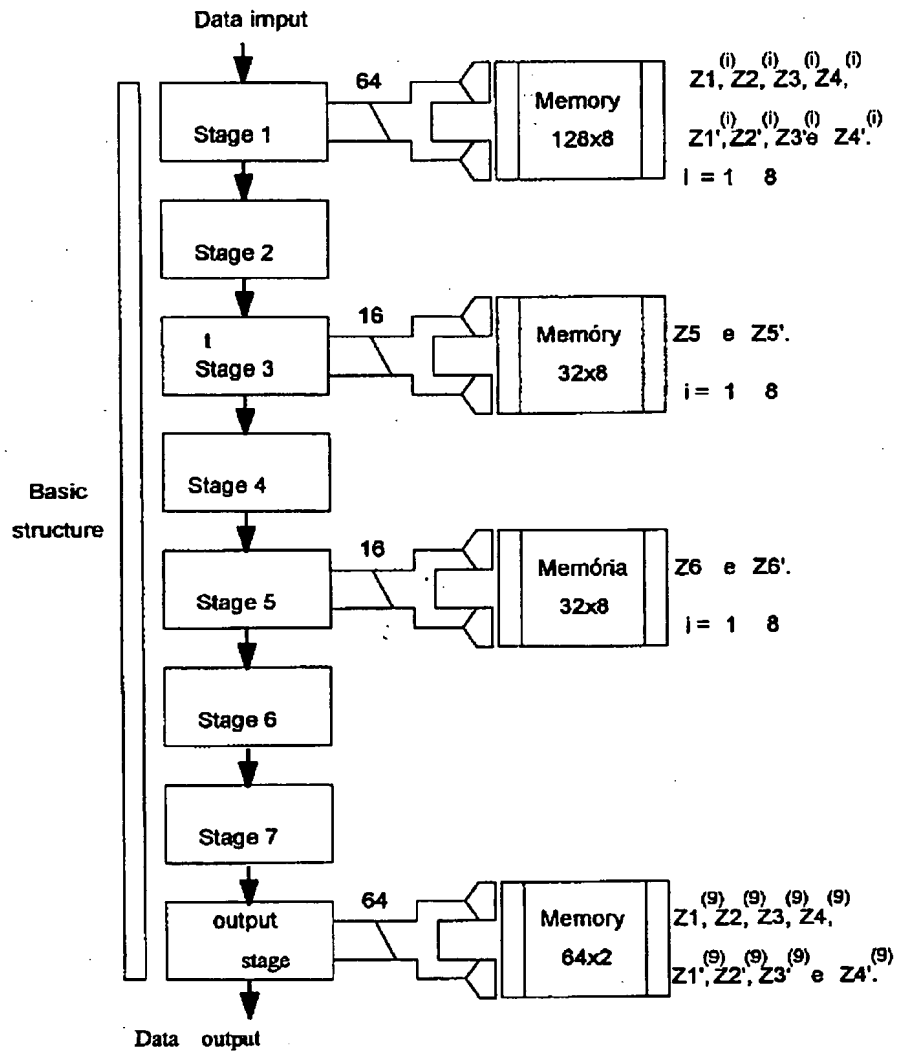 Data imput
64
Stage 1
Memory
128x8
Z1,(i) Z2,(i) Z3,(i) Z4,(i)
Z1',(i) Z2',(i) Z3'(i) e Z4'.(i)
i = 1 8
Stage 2
16
t
Stage 3
Memóry
32x8
Z5 e Z5'.
i = 1 8
Stage 4
Basic
structure
16
Stage 5
Memória
32x8
Z6 e Z6'.
i = 1 8
Stage 6
Stage 7
64
output
stage
Memory
64x2
Z1,(9) Z2,(9) Z3,(9) Z4,(9)
Z1',(9) Z2',(9) Z3'(9) e Z4'.(9)
Data output